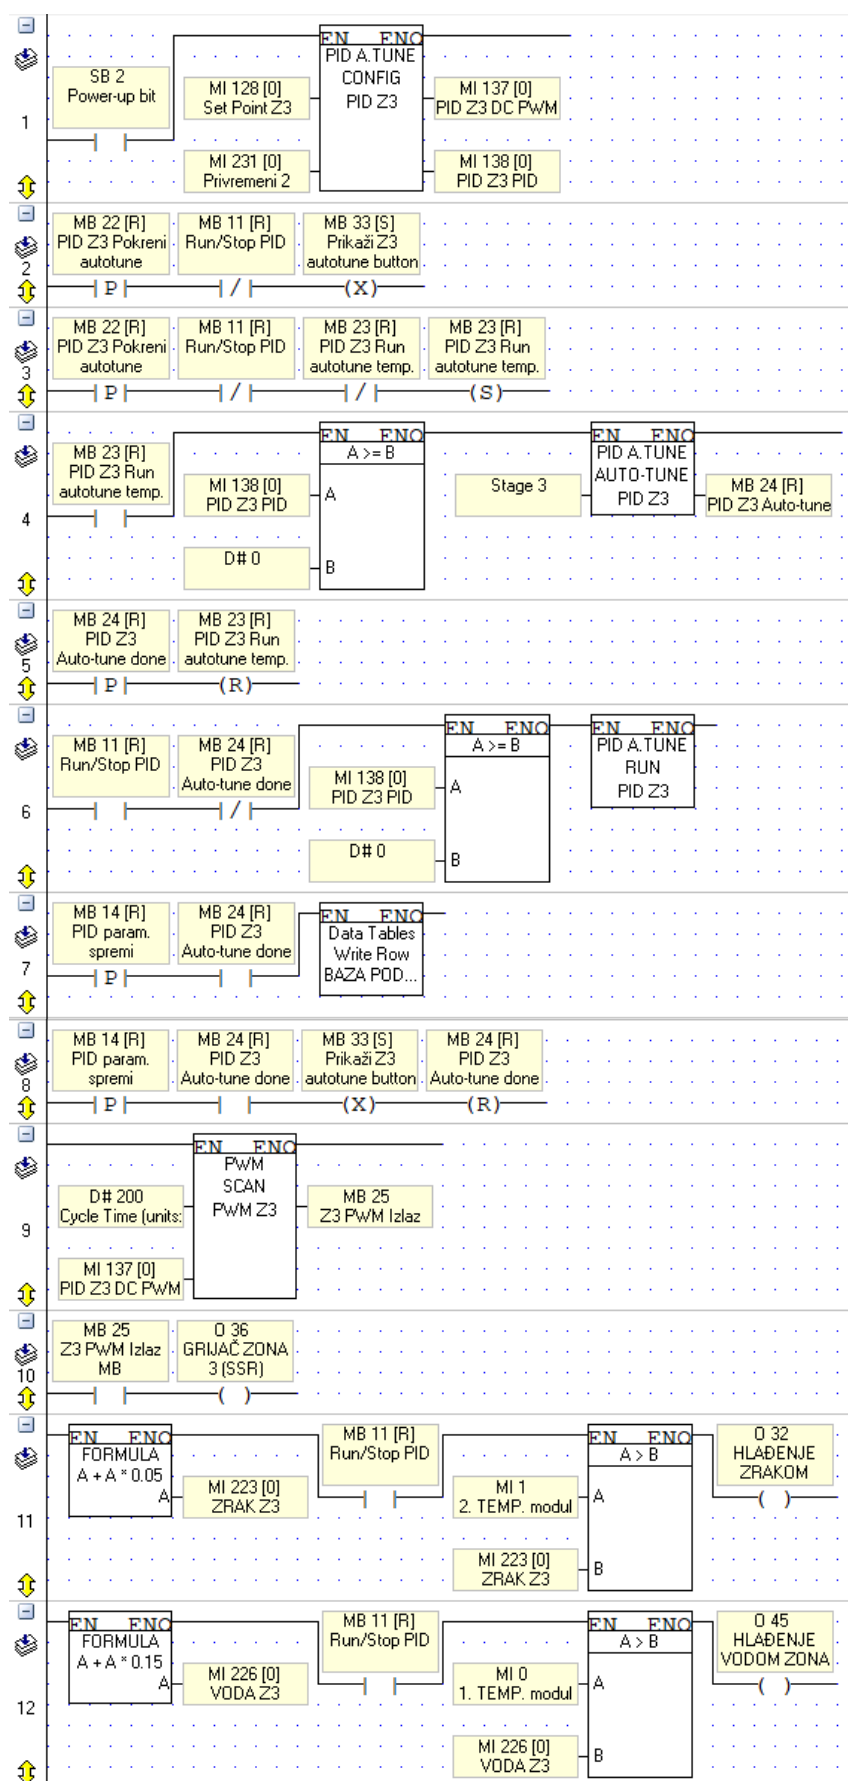 EN ENO
PID A.TUNE
CONFIG
PID Z3
SB 2
Power-up bit
MI 128 [0]
Set Point Z3
MI 137 [0]
PID Z3 DC PWM
MI 231 [0]
Privremeni 2
MI 138 [0]
PID Z3 PID
1
MB 22 [R]
PID Z3 Pokreni
autotune
MB 11 [R]
Run/Stop PID
MB 33 [S]
Prikaži Z3
autotune button
2
P
/
(X)
MB 22 [R]
PID Z3 Pokreni
autotune
MB 11 [R]
Run/Stop PID
MB 23 [R]
PID Z3 Run
autotune temp.
MB 23 [R]
PID Z3 Run
autotune temp.
3
P
/
/
(S)
EN ENO
A >= B
EN ENO
PID A.TUNE
AUTO-TUNE
PID Z3
MB 23 [R]
PID Z3 Run
autotune temp.
MI 138 [0]
PID Z3 PID
A
Stage 3
MB 24 [R]
PID Z3 Auto-tune
4
D# 0
B
MB 24 [R]
PID Z3
Auto-tune done
MB 23 [R]
PID Z3 Run
autotune temp.
5
P
(R)
EN ENO
A >= B
EN ENO
PID A.TUNE
RUN
PID Z3
MB 11 [R]
Run/Stop PID
MB 24 [R]
PID Z3
Auto-tune done
MI 138 [0]
PID Z3 PID
A
6
/
D# 0
B
MB 14 [R]
PID param.
spremi
MB 24 [R]
PID Z3
Auto-tune done
EN ENO
Data Tables
Write Row
BAZA POD...
7
P
MB 14 [R]
PID param.
spremi
MB 24 [R]
PID Z3
Auto-tune done
MB 33 [S]
Prikaži Z3
autotune button
MB 24 [R]
PID Z3
Auto-tune done
8
P
(X)
(R)
EN ENO
PWM
SCAN
PWM Z3
D# 200
Cycle Time (units:
MB 25
Z3 PWM Izlaz
9
MI 137 [0]
PID Z3 DC PWM
MB 25
Z3 PWM Izlaz
MB
O 36
GRIJAČ ZONA
3 (SSR)
10
( )
EN ENO
FORMULA
A + A * 0.05
A
MI 223 [0]
ZRAK Z3
MB 11 [R]
Run/Stop PID
EN ENO
A > B
MI 1
2. TEMP. modul
A
O 32
HLAĐENJE
ZRAKOM
( )
11
MI 223 [0]
ZRAK Z3
B
EN ENO
FORMULA
A + A * 0.15
A
MI 226 [0]
VODA Z3
MB 11 [R]
Run/Stop PID
EN ENO
A > B
MI 0
1. TEMP. modul
A
O 45
HLAĐENJE
VODOM ZONA
( )
12
MI 226 [0]
VODA Z3
B